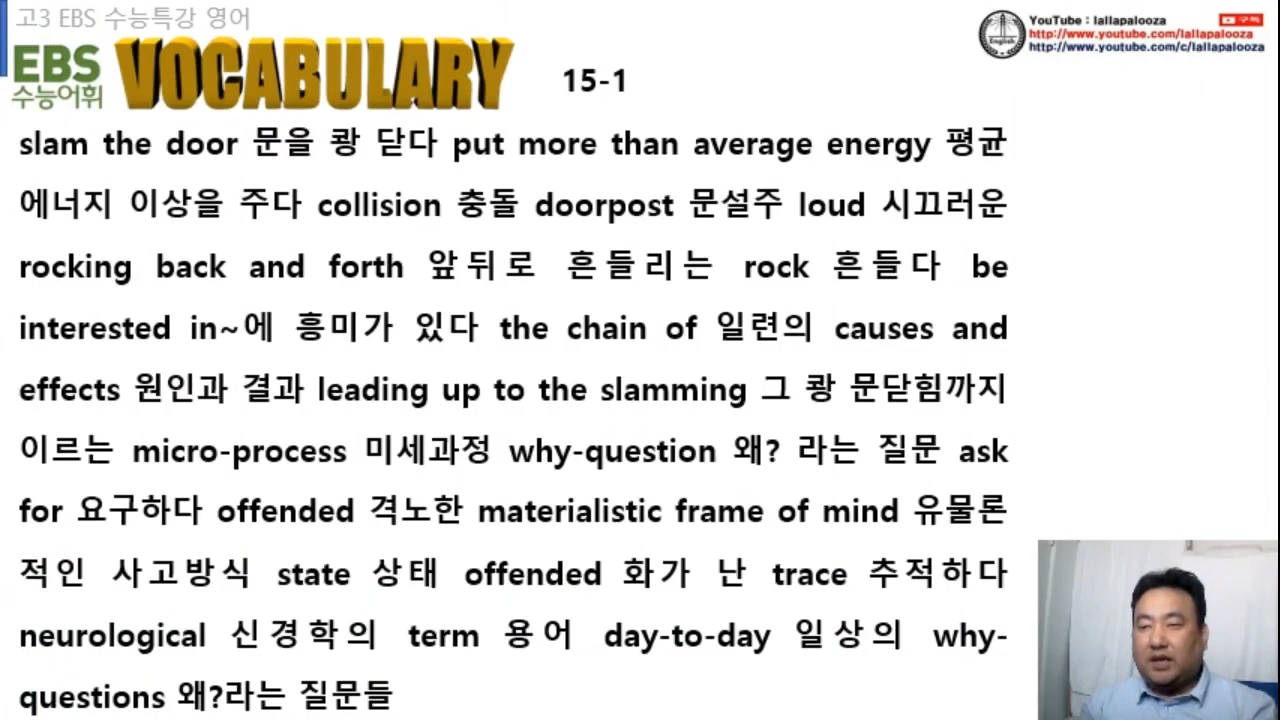 고3 EBS 수능특강 영어
YouTube : lallapalooza 구독
http://www.youtube.com/lallapalooza
http://www.youtube.com/c/lallapalooza
English
EBS
수능어휘
VOCABULARY
15-1
slam the door 문을 쾅 닫다 put more than average energy 평균
에너지 이상을 주다 collision 충돌 doorpost 문설주 loud 시끄러운
rocking back and forth 앞뒤로 흔들리는 rock 흔들다 be
interested in~에 흥미가 있다 the chain of 일련의 causes and
effects 원인과 결과 leading up to the slamming 그 쾅 문닫힘까지
이르는 micro-process 미세과정 why-question 왜? 라는 질문 ask
for 요구하다 offended 격노한 materialistic frame of mind 유물론
적인 사고방식 state 상태 offended 화가 난 trace 추적하다
neurological 신경학의 term 용어 day-to-day 일상의 why-
questions 왜?라는 질문들